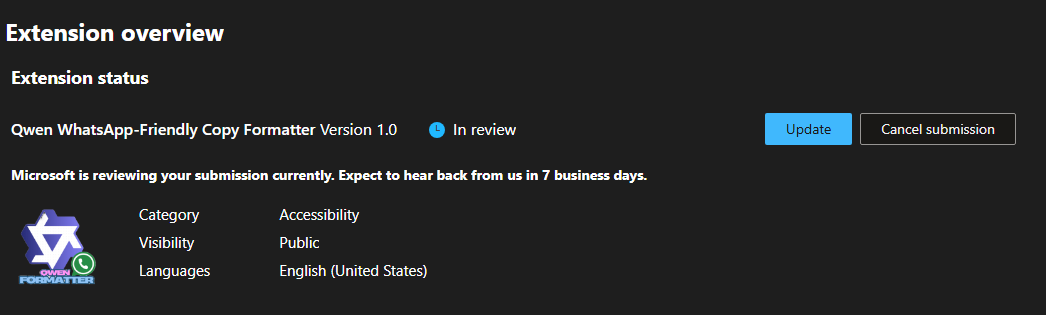 Extension overview
Extension status
Qwen WhatsApp-Friendly Copy Formatter Version 1.0 In review Update Cancel submission
Microsoft is reviewing your submission currently. Expect to hear back from us in 7 business days.
Category Accessibility
Visibility Public
Languages English (United States)
QWEN
FORMATTER